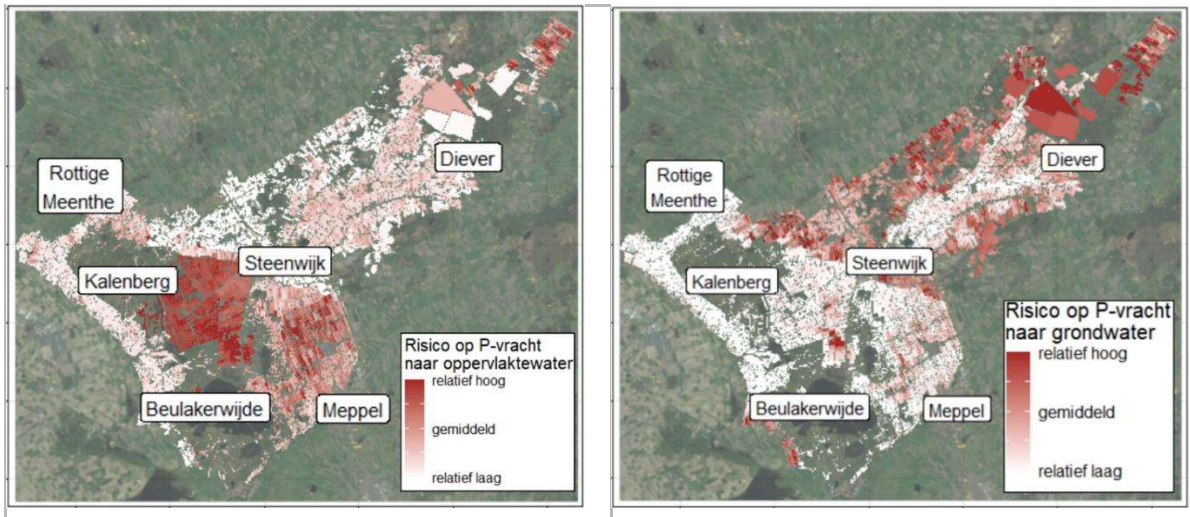 Diever
Rottige
Meenthe
Steenwijk
Kalenberg
Risico op P-vracht
naar oppervlaktewater
relatief hoog
gemiddeld
relatief laag
Beulakerwijde
Meppel
Diever
Rottige
Meenthe
Steenwijk
Kalenberg
Risico op P-vracht
naar grondwater
relatief hoog
gemiddeld
relatief laag
Beulakerwijde
Meppel